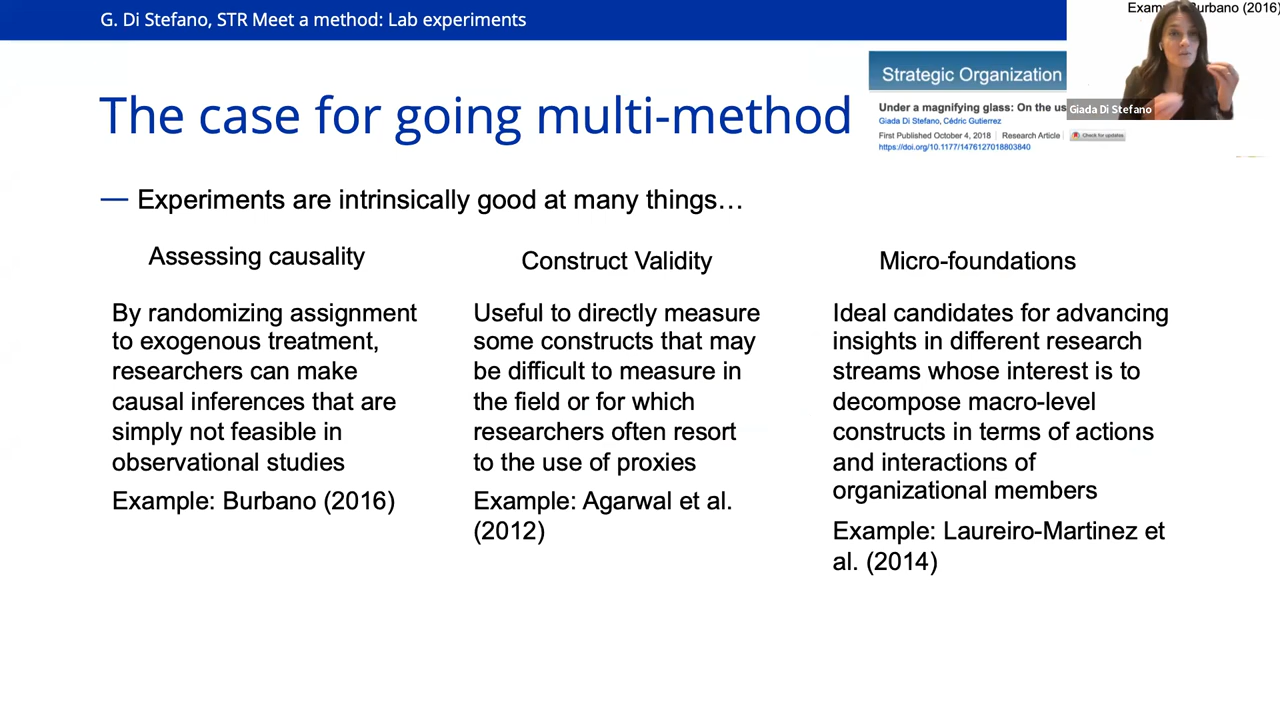 G. Di Stefano, STR Meet a method: Lab experiments
Burbano (2016)
The case for going multi-method
Strategic Organization
Under a magnifying glass: On the us
Giada Di Stefano, Cédric Gutierrez
First Published October 4, 2018 Research Article Check for updates
https://doi.org/10.1177/1476127018803840
Giada Di Stefano
— Experiments are intrinsically good at many things…
Assessing causality
By randomizing assignment
to exogenous treatment,
researchers can make
causal inferences that are
simply not feasible in
observational studies
Example: Burbano (2016)
Construct Validity
Useful to directly measure
some constructs that may
be difficult to measure in
the field or for which
researchers often resort
to the use of proxies
Example: Agarwal et al.
(2012)
Micro-foundations
Ideal candidates for advancing
insights in different research
streams whose interest is to
decompose macro-level
constructs in terms of actions
and interactions of
organizational members
Example: Laureiro-Martinez et
al. (2014)